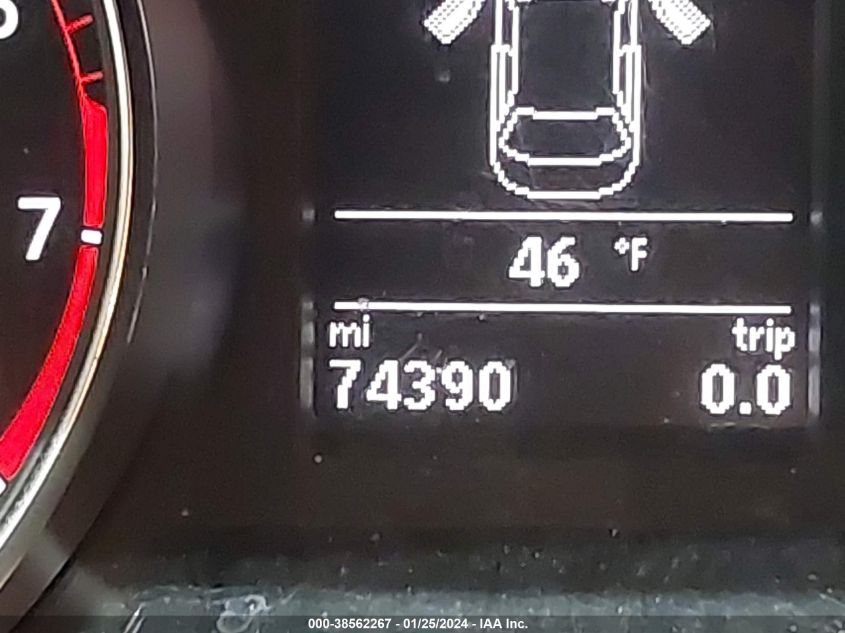 7
46 °F
mi trip
74390 0.0
000-38562267 - 01/25/2024 - IAA Inc.